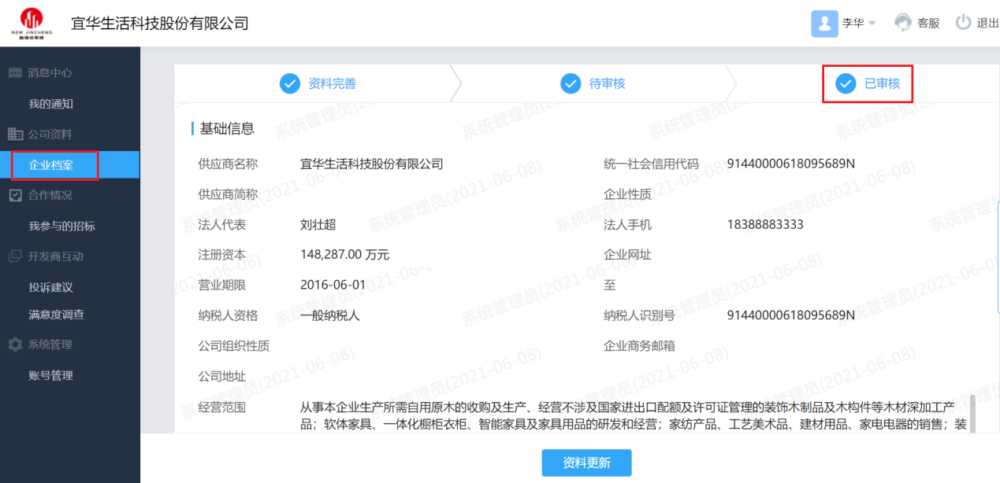 NEW JINCHENG
宜华生活科技股份有限公司
李华
客服
退出
消息中心
我的通知
公司资料
企业档案
合作情况
我参与的招标
开发商互动
投诉建议
满意度调查
系统管理
账号管理
资料完善
待审核
已审核
基础信息
供应商名称 宜华生活科技股份有限公司 统一社会信用代码 91440000618095689N
供应商简称 企业性质
法人代表 刘壮超 法人手机 18388883333
注册资本 148,287.00 万元 企业网址
营业期限 2016-06-01 至
纳税人资格 一般纳税人 纳税人识别号 91440000618095689N
公司组织性质 企业商务邮箱
公司地址
经营范围 从事本企业生产所需自用原木的收购及生产、经营不涉及国家进出口配额及许可证管理的装饰木制品及木构件等木材深加工产
品；软体家具、一体化橱柜衣柜、智能家具及家具用品的研发和经营；家纺产品、工艺美术品、建材用品、家电电器的销售；装
资料更新
系统管理员(2021-06-08)